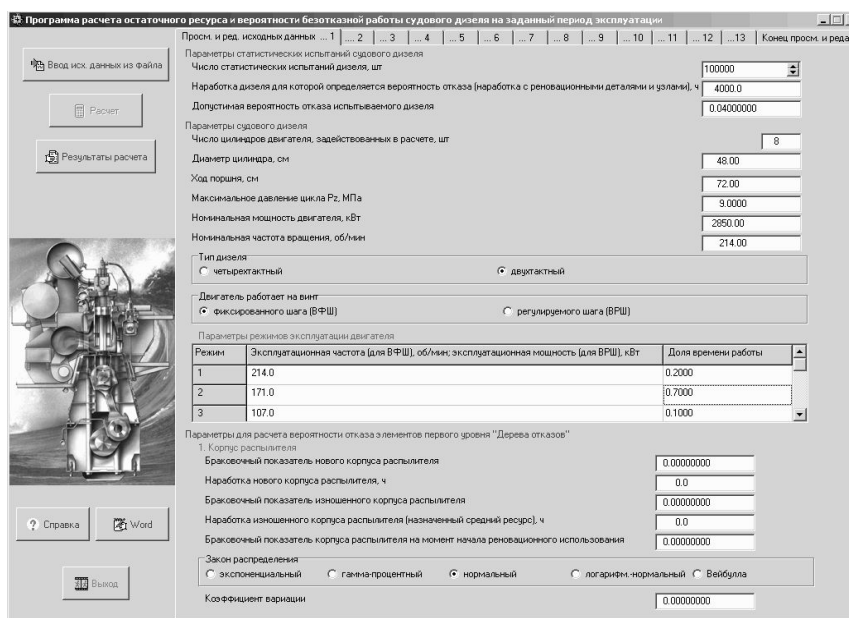 Программа расчета остаточного ресурса и вероятности безотказной работы судового дизеля на заданный период эксплуатации
Просм. и ред. исходных данных ... 1 .... 2 ... 3 ... 4 ...5 ...6 ... 7 ... 8 ... 9 ... 10 ... 11 ... 12 ...13 Конец просм. и реда
Ввод исх. данных из файла
Расчет
Результаты расчета
Параметры статистических испытаний судового дизеля
Число статистических испытаний дизеля, шт 100000
Наработка дизеля для которой определяется вероятность отказа (наработка с реновационными деталями и узлами), ч 4000.0
Допустимая вероятность отказа испытываемого дизеля 0.04000000
Параметры судового дизеля
Число цилиндров двигателя, задействованных в расчете, шт 8
Диаметр цилиндра, см 48.00
Ход поршня, см 72.00
Максимальное давление цикла Pz, МПа 9.0000
Номинальная мощность двигателя, кВт 2850.00
Номинальная частота вращения, об/мин 214.00
Тип дизеля
четырехтактный двухтактный
Двигатель работает на винт
фиксированного шага (ВФШ) регулируемого шага (ВРШ)
Параметры режимов эксплуатации двигателя
Режим Эксплуатационная частота (для ВФШ), об/мин; эксплуатационная мощность (для ВРШ), кВт Доля времени работы
1 214.0 0.2000
2 171.0 0.7000
3 107.0 0.1000
Параметры для расчета вероятности отказа элементов первого уровня "Дерева отказов"
1. Корпус распылителя
Браковочный показатель нового корпуса распылителя 0.00000000
Наработка нового корпуса распылителя, ч 0.0
Браковочный показатель изношенного корпуса распылителя 0.00000000
Наработка изношенного корпуса распылителя (назначенный средний ресурс), ч 0.0
Браковочный показатель корпуса распылителя на момент начала реновационного использования 0.00000000
Закон распределения
экспоненциальный гамма-процентный нормальный логарифм.-нормальный Вейбулла
Коэффициент вариации 0.00000000
Справка Word
Выход